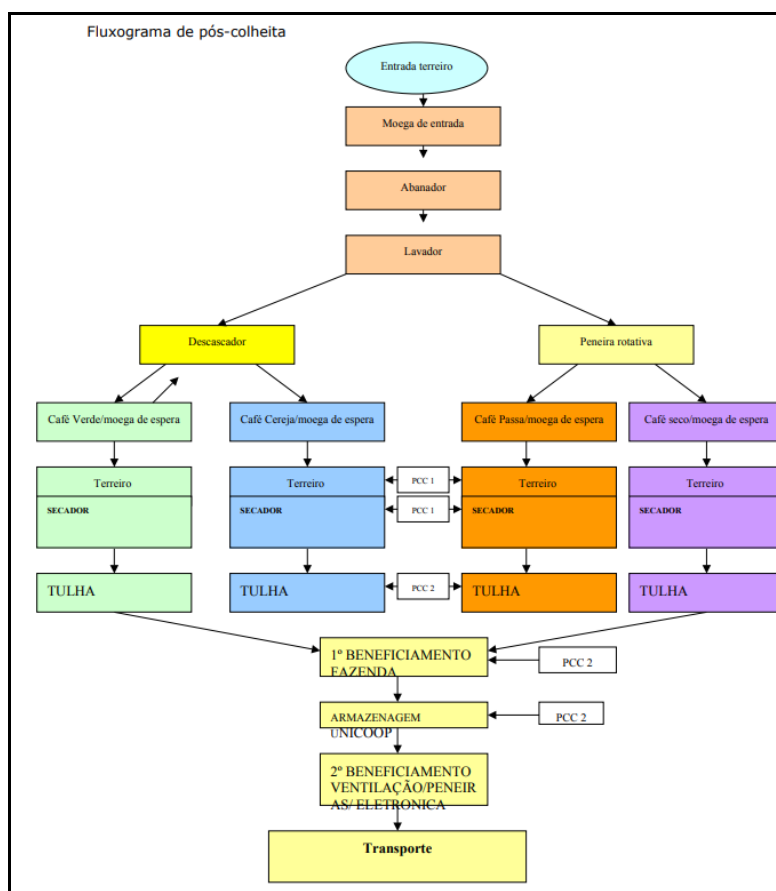 Fluxograma de pós-colheita
Entrada terreiro
Moega de entrada
Abanador
Lavador
Descascador
Peneira rotativa
Café Verde/moega de espera
Café Cereja/moega de espera
Café Passa/moega de espera
Café seco/moega de espera
Terreiro
Terreiro
PCC 1
Terreiro
Terreiro
SECADOR
SECADOR
PCC 1
SECADOR
SECADOR
TULHA
TULHA
PCC 2
TULHA
TULHA
1º BENEFICIAMENTO
FAZENDA
PCC 2
ARMAZENAGEM
UNICOOP
PCC 2
2º BENEFICIAMENTO
VENTILAÇÃO/PENEIR
AS/ ELETRONICA
Transporte